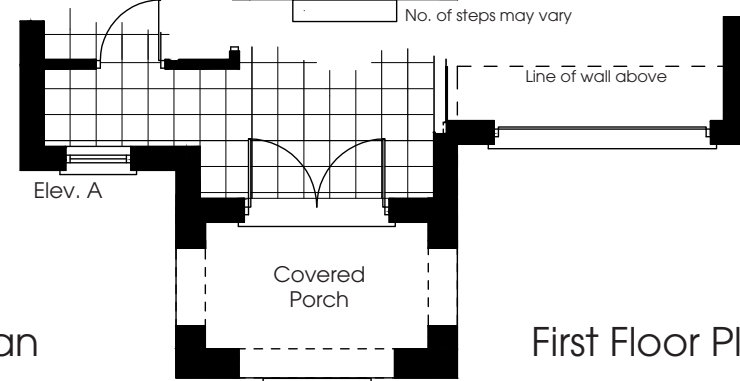 No. of steps may vary
Line of wall above
Elev. A
Covered
Porch
an
First Floor Pl